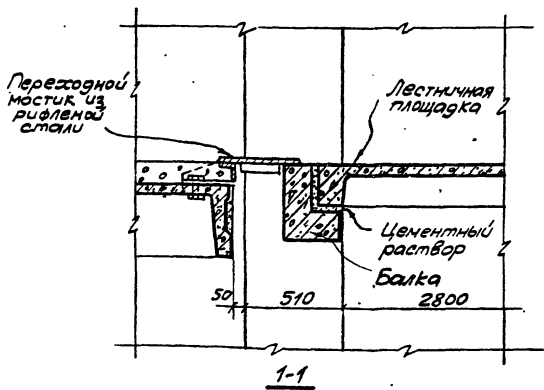 Переходной
мостик из
рифленой
стали
Лестничная
площадка
Цементный
раствор
Балка
50
510
2800
1-1